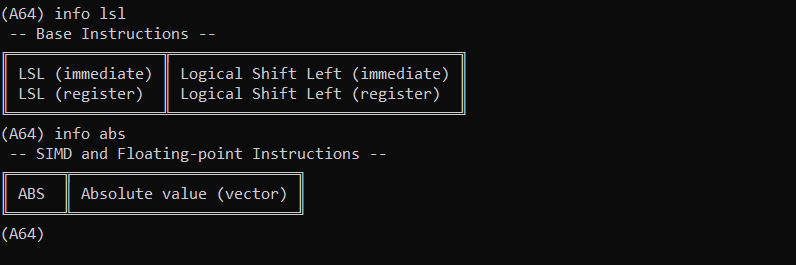 (A64) info lsl
-- Base Instructions --
LSL (immediate) Logical Shift Left (immediate)
LSL (register) Logical Shift Left (register)
(A64) info abs
-- SIMD and Floating-point Instructions --
ABS Absolute value (vector)
(A64)